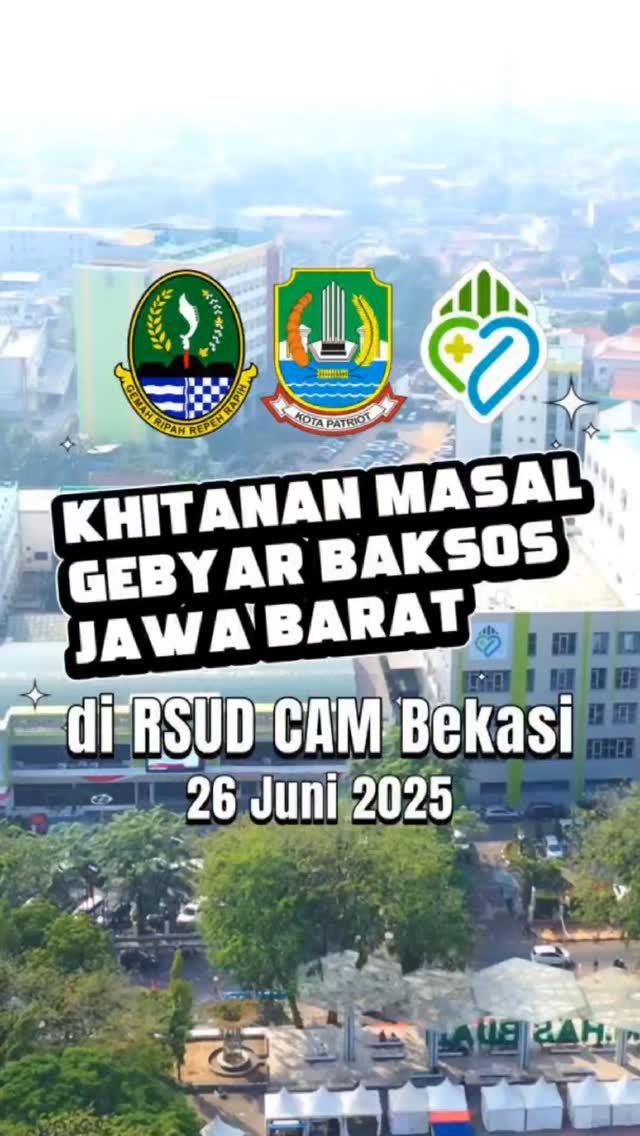 GEMAH RIPAH REPEH RAPIH
KOTA PATRIOT
KHITANAN MASAL
GEBYAR BAKSOS
JAWA BARAT
di RSUD CAM Bekasi
26 Juni 2025